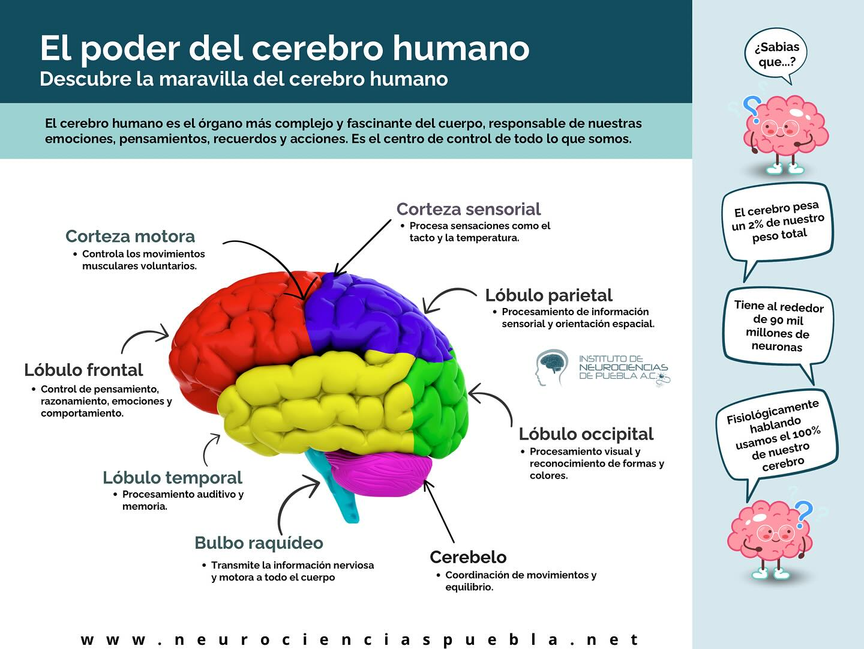 El poder del cerebro humano
Descubre la maravilla del cerebro humano
El cerebro humano es el órgano más complejo y fascinante del cuerpo, responsable de nuestras
emociones, pensamientos, recuerdos y acciones. Es el centro de control de todo lo que somos.
Corteza motora
• Controla los movimientos
musculares voluntarios.
Corteza sensorial
• Procesa sensaciones como el
tacto y la temperatura.
Lóbulo parietal
• Procesamiento de información
sensorial y orientación espacial.
INSTITUTO DE
NEUROCIENCIAS
DE PUEBLA A.C.
Lóbulo frontal
• Control de pensamiento,
razonamiento, emociones y
comportamiento.
Lóbulo occipital
• Procesamiento visual y
reconocimiento de formas y
colores.
Lóbulo temporal
• Procesamiento auditivo y
memoria.
Bulbo raquídeo
• Transmite la información nerviosa
y motora a todo el cuerpo
Cerebelo
• Coordinación de movimientos y
equilibrio.
www.neurocienciaspuebla.net
¿Sabias
que...?
El cerebro pesa
un 2% de nuestro
peso total
Tiene al rededor
de 90 mil
millones de
neuronas
Fisiológicamente
hablando
usamos el 100%
de nuestro
cerebro